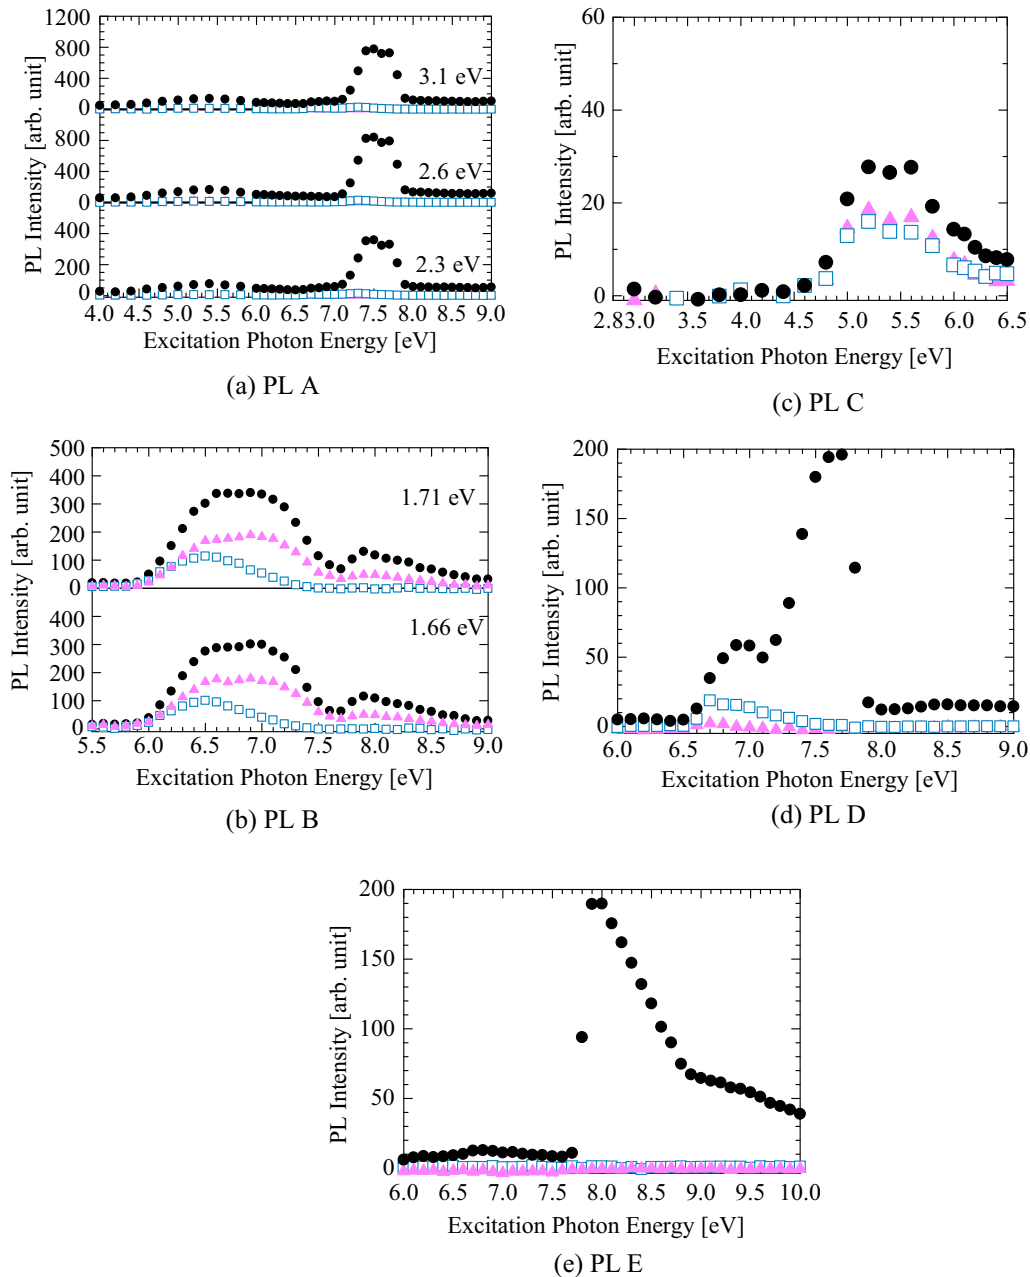 1200
800
400
0
800
400
0
400
200
0
3.1 eV
2.6 eV
2.3 eV
PL Intensity [arb. unit]
4.0 4.5 5.0 5.5 6.0 6.5 7.0 7.5 8.0 8.5 9.0
Excitation Photon Energy [eV]
(a) PL A
60
40
20
0
PL Intensity [arb. unit]
2.83.0 3.5 4.0 4.5 5.0 5.5 6.0 6.5
Excitation Photon Energy [eV]
(c) PL C
500
400
300
200
100
0
400
300
200
100
0
1.71 eV
1.66 eV
PL Intensity [arb. unit]
5.5 6.0 6.5 7.0 7.5 8.0 8.5 9.0
Excitation Photon Energy [eV]
(b) PL B
200
150
100
50
0
PL Intensity [arb. unit]
6.0 6.5 7.0 7.5 8.0 8.5 9.0
Excitation Photon Energy [eV]
(d) PL D
200
150
100
50
0
PL Intensity [arb. unit]
6.0 6.5 7.0 7.5 8.0 8.5 9.0 9.5 10.0
Excitation Photon Energy [eV]
(e) PL E